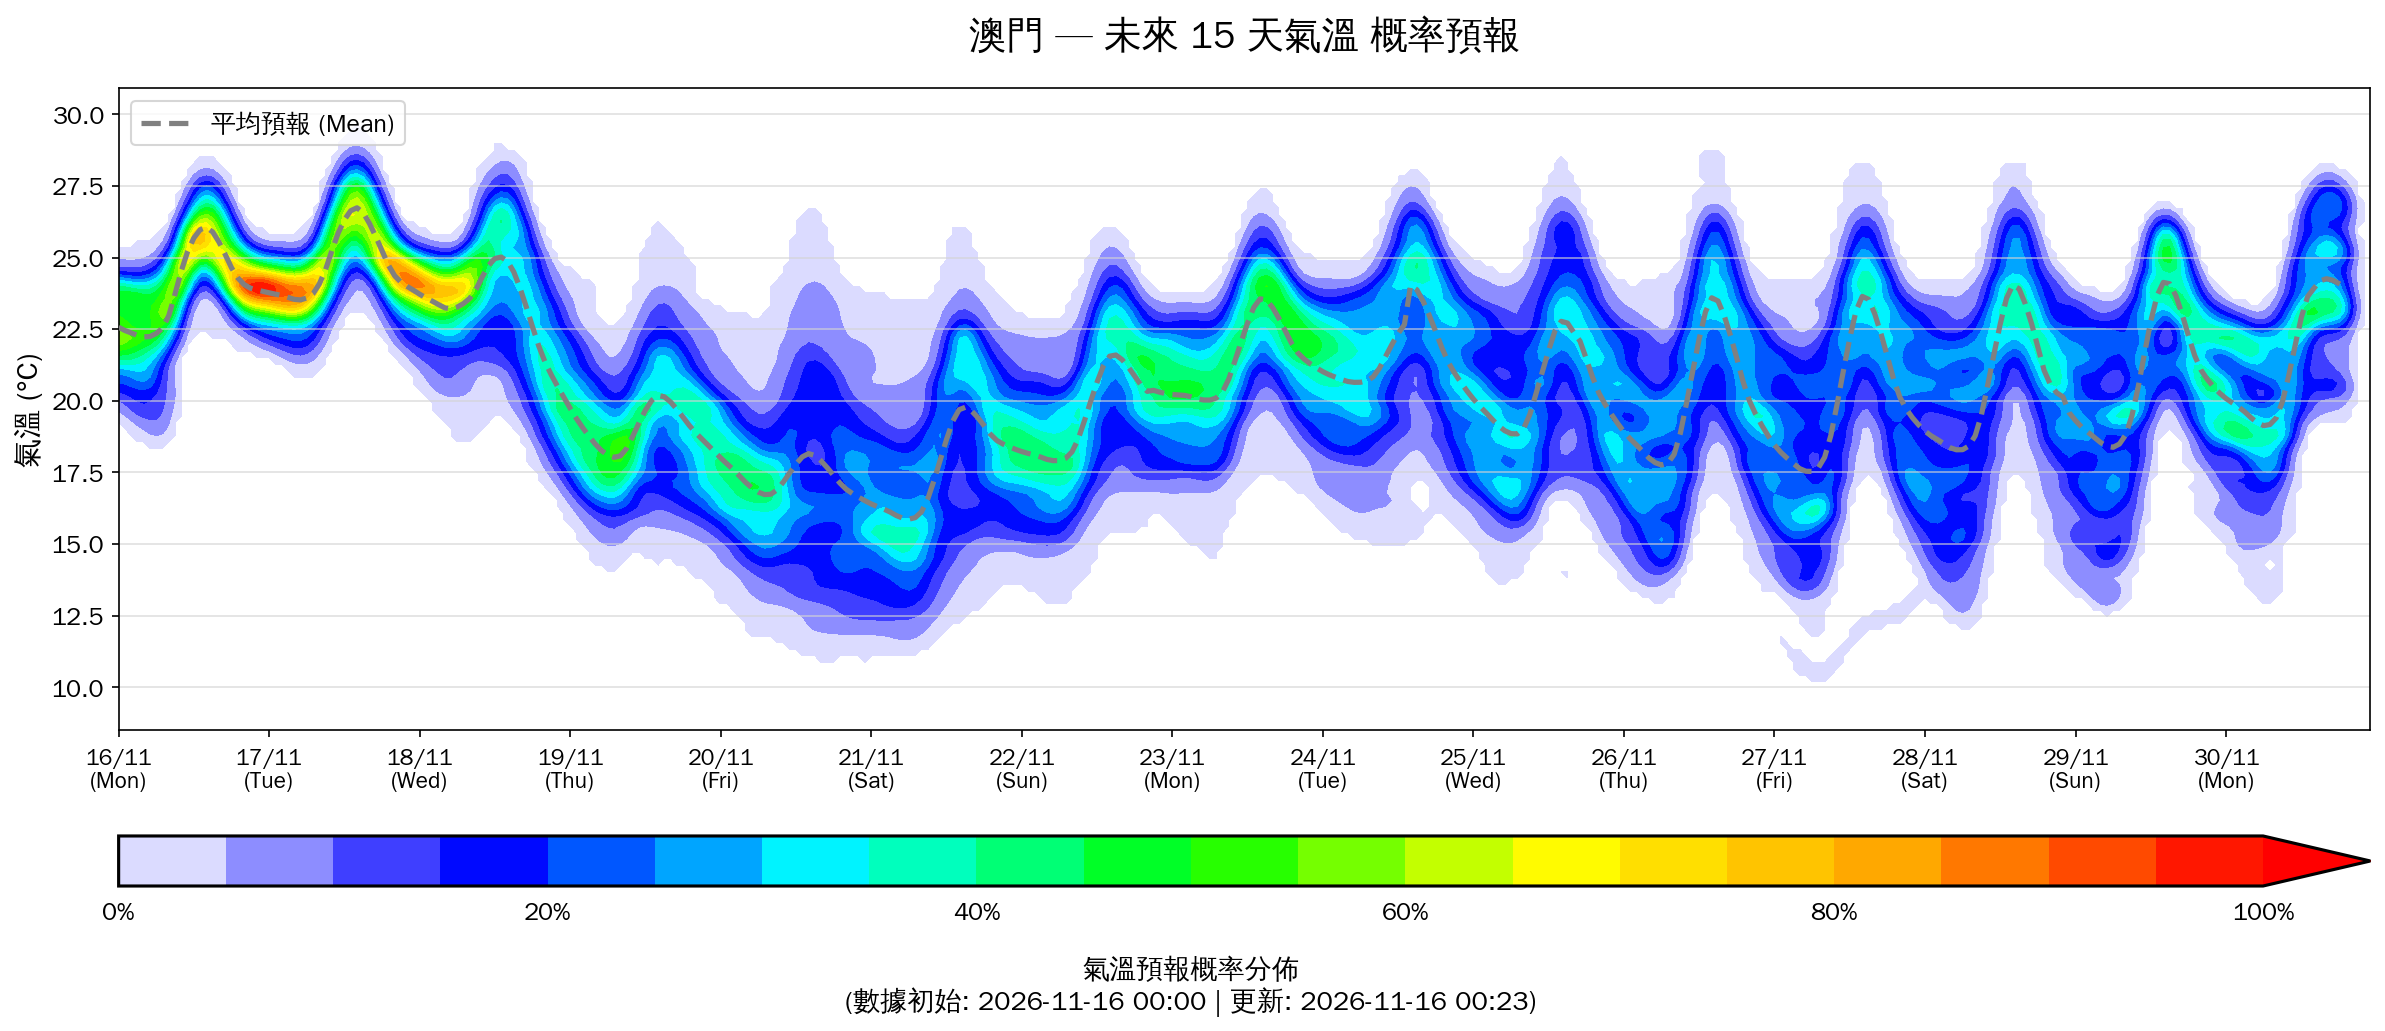 澳門 — 未來 15 天氣溫 概率預報
平均預報 (Mean)
氣溫 (°C)
30.0
27.5
25.0
22.5
20.0
17.5
15.0
12.5
10.0
16/11 17/11 18/11 19/11 20/11 21/11 22/11 23/11 24/11 25/11 26/11 27/11 28/11 29/11 30/11
(Mon) (Tue) (Wed) (Thu) (Fri) (Sat) (Sun) (Mon) (Tue) (Wed) (Thu) (Fri) (Sat) (Sun) (Mon)
0% 20% 40% 60% 80% 100%
氣溫預報概率分佈
(數據初始: 2026-11-16 00:00 | 更新: 2026-11-16 00:23)